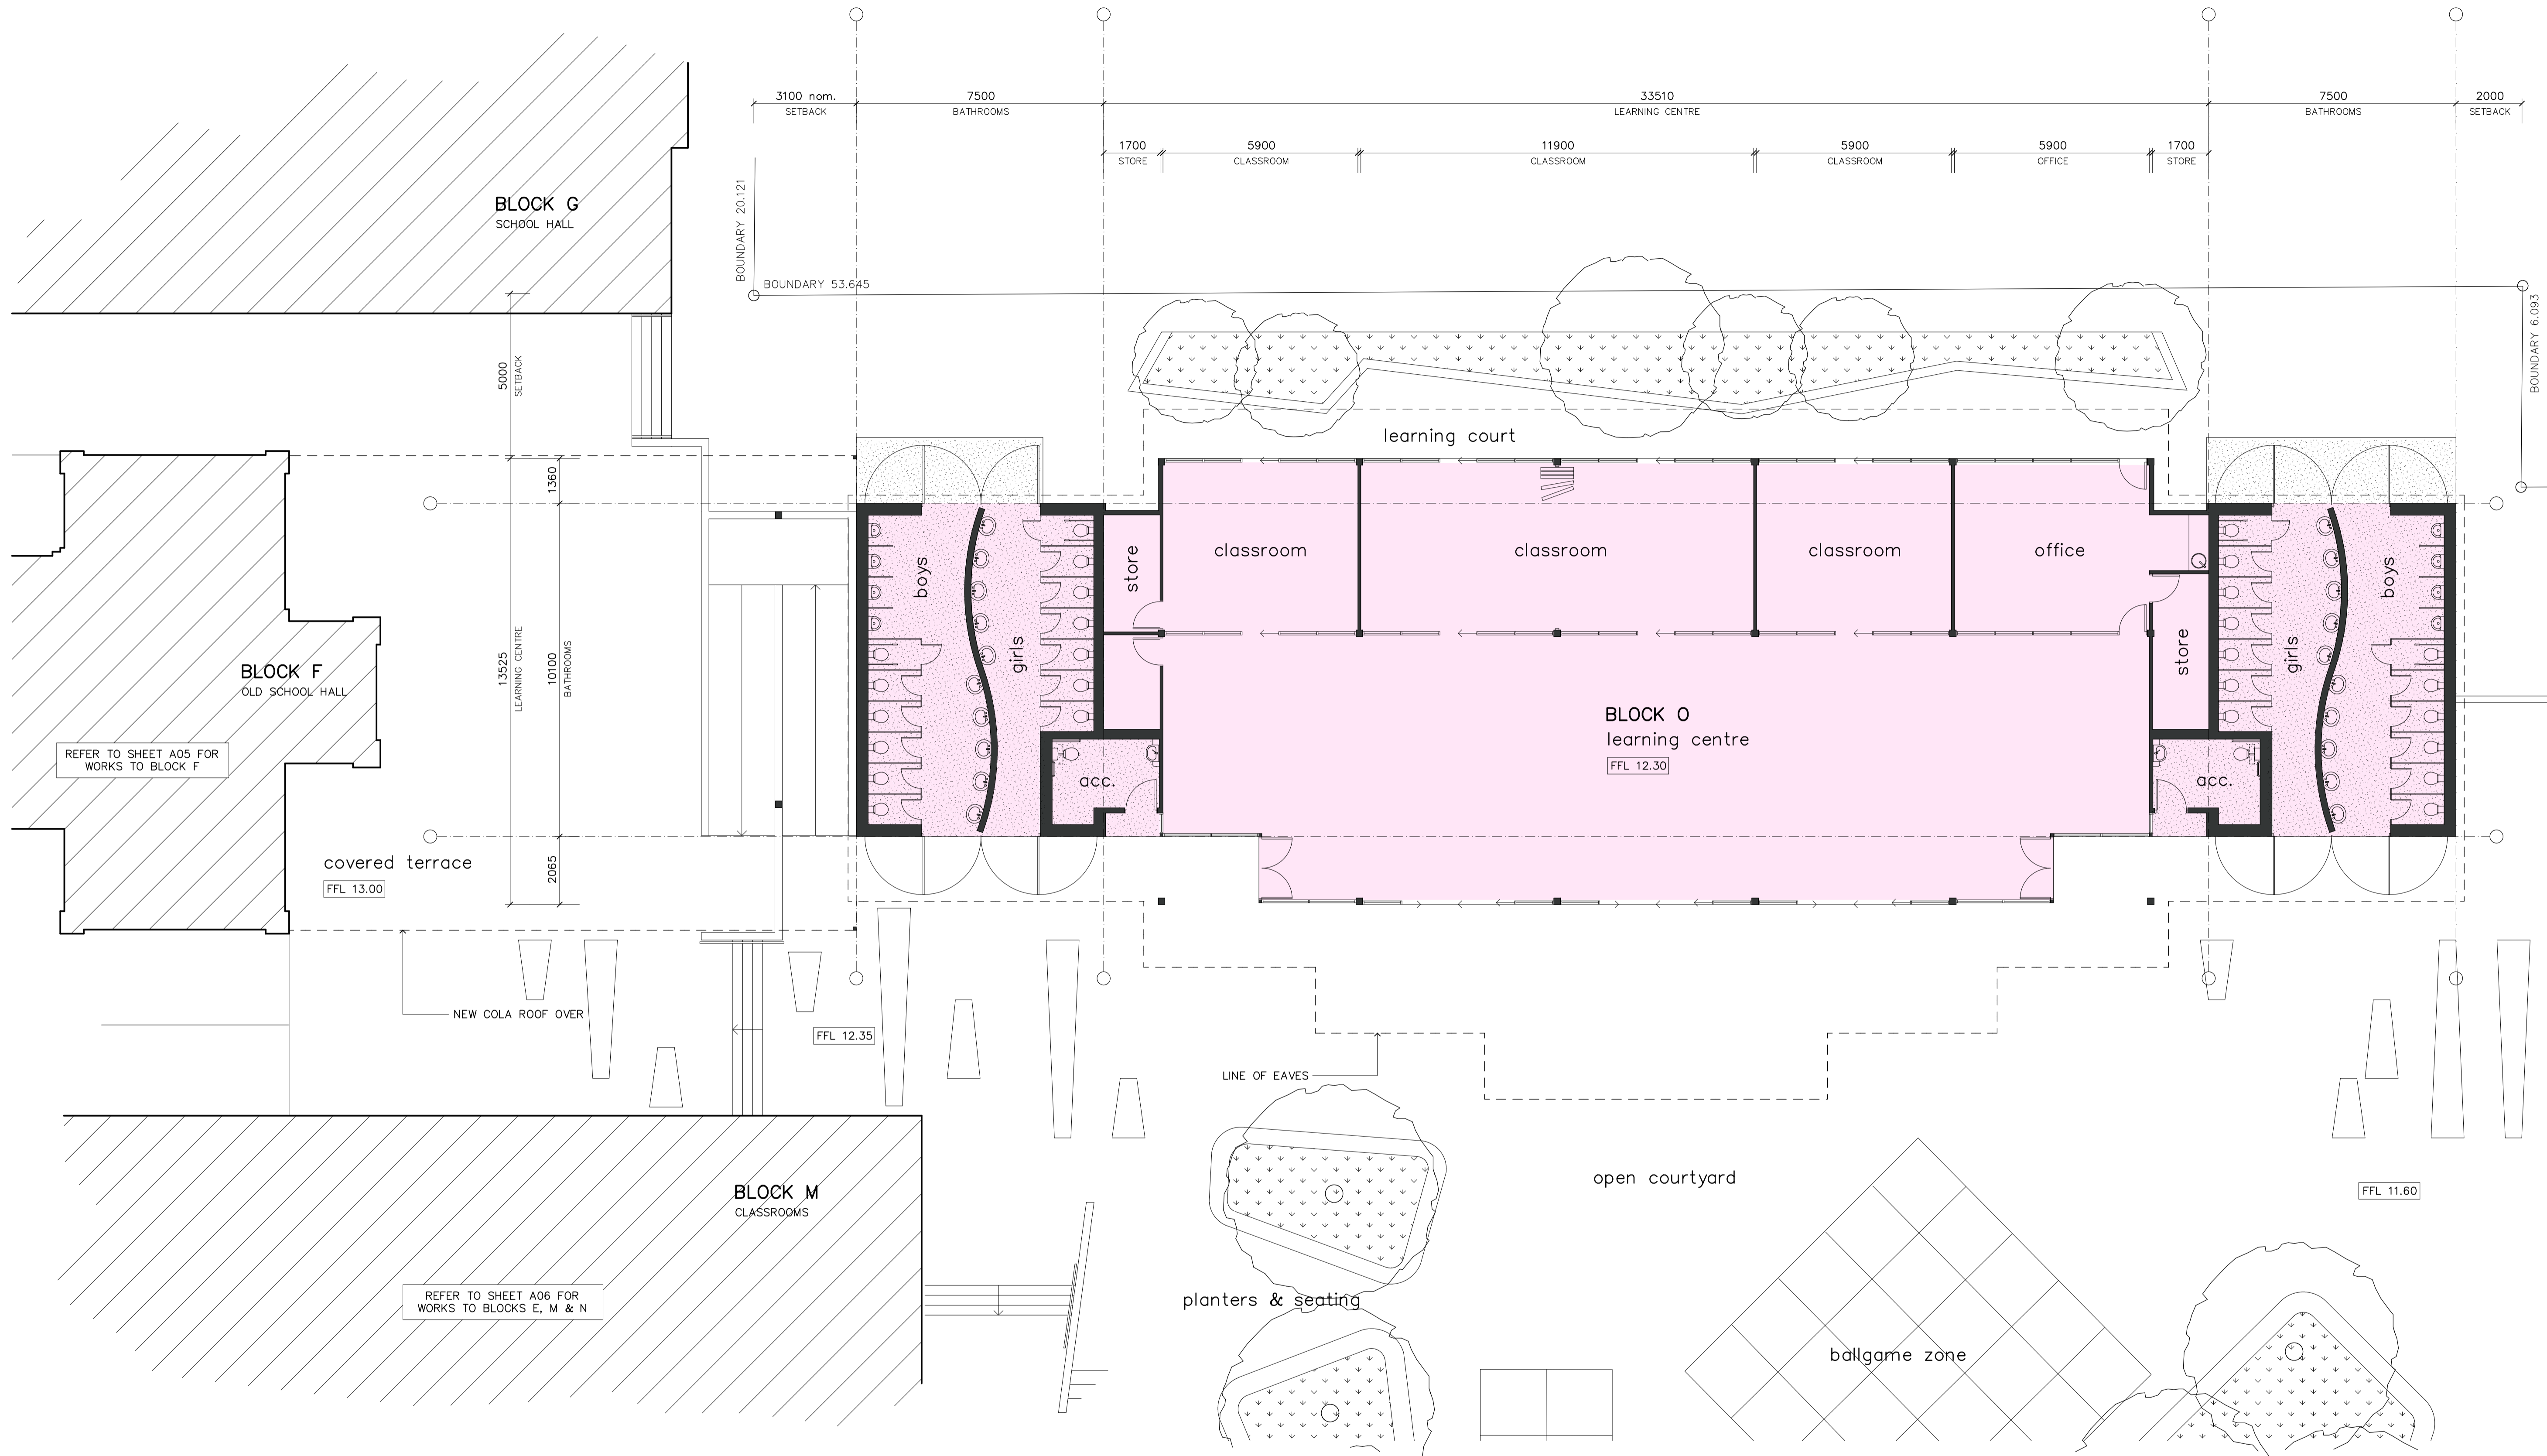 3100 nom.
SETBACK
7500
BATHROOMS
33510
LEARNING CENTRE
7500
BATHROOMS
2000
SETBACK
1700
STORE
5900
CLASSROOM
11900
CLASSROOM
5900
CLASSROOM
5900
OFFICE
1700
STORE
BLOCK G
SCHOOL HALL
BOUNDARY 20.121
BOUNDARY 53.645
BOUNDARY 6.093
5000
SETBACK
learning court
1360
13525
LEARNING CENTRE
10100
BATHROOMS
2065
boys
girls
store
classroom
classroom
classroom
office
store
girls
boys
BLOCK F
OLD SCHOOL HALL
REFER TO SHEET A05 FOR
WORKS TO BLOCK F
BLOCK O
learning centre
FFL 12.30
acc.
acc.
covered terrace
FFL 13.00
NEW COLA ROOF OVER
FFL 12.35
LINE OF EAVES
BLOCK M
CLASSROOMS
open courtyard
FFL 11.60
REFER TO SHEET A06 FOR
WORKS TO BLOCKS E, M & N
planters & seating
ballgame zone